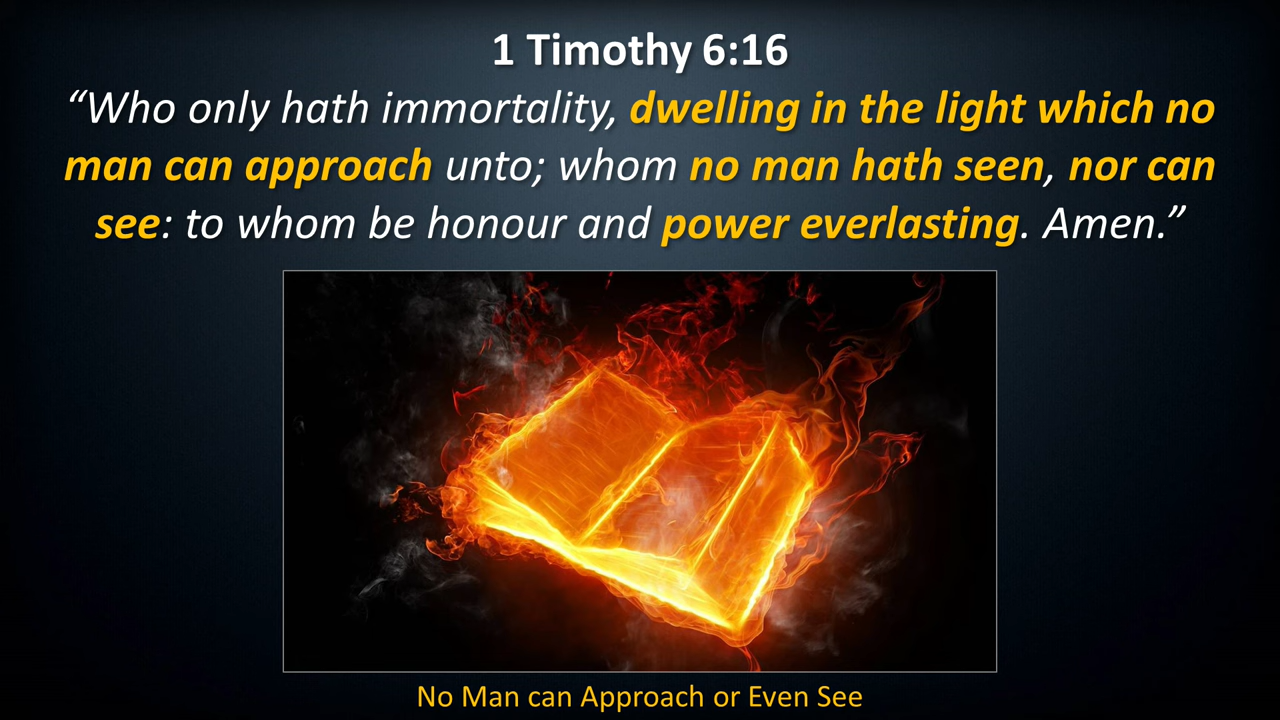 1 Timothy 6:16
“Who only hath immortality, dwelling in the light which no
man can approach unto; whom no man hath seen, nor can
see: to whom be honour and power everlasting. Amen.”
No Man can Approach or Even See